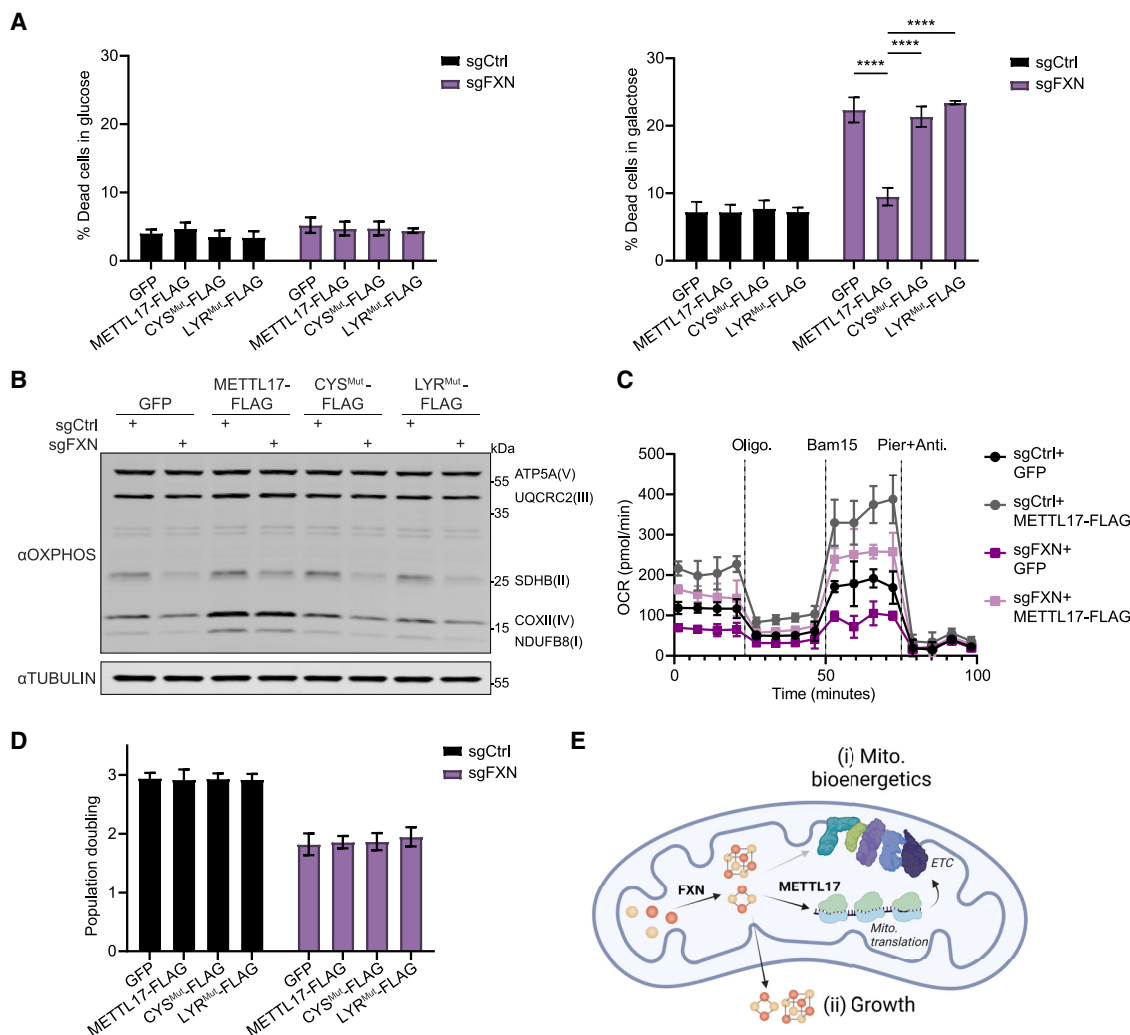 A
% Dead cells in glucose
30
20
10
0
GFP
METTL17-FLAG
CYSMut-FLAG
LYRMut-FLAG
GFP
METTL17-FLAG
CYSMut-FLAG
LYRMut-FLAG
sgCtrl
sgFXN
% Dead cells in galactose
30
20
10
0
****
****
****
GFP
METTL17-FLAG
CYSMut-FLAG
LYRMut-FLAG
GFP
METTL17-FLAG
CYSMut-FLAG
LYRMut-FLAG
sgCtrl
sgFXN
B
GFP
METTL17-
FLAG
CYSMut-
FLAG
LYRMut-
FLAG
sgCtrl + + + +
sgFXN + + + +
kDa
αOXPHOS
55
35
25
15
ATP5A(V)
UQCRC2(III)
SDHB(II)
COXII(IV)
NDUFB8(I)
αTUBULIN
55
C
Oligo. Bam15 Pier+Anti.
OCR (pmol/min)
500
400
300
200
100
0
0 50 100
Time (minutes)
sgCtrl+
GFP
sgCtrl+
METTL17-FLAG
sgFXN+
GFP
sgFXN+
METTL17-FLAG
D
Population doubling
3
2
1
0
GFP
METTL17-FLAG
CYSMut-FLAG
LYRMut-FLAG
GFP
METTL17-FLAG
CYSMut-FLAG
LYRMut-FLAG
sgCtrl
sgFXN
E
(i) Mito.
bioenergetics
FXN
METTL17
ETC
Mito.
translation
(ii) Growth